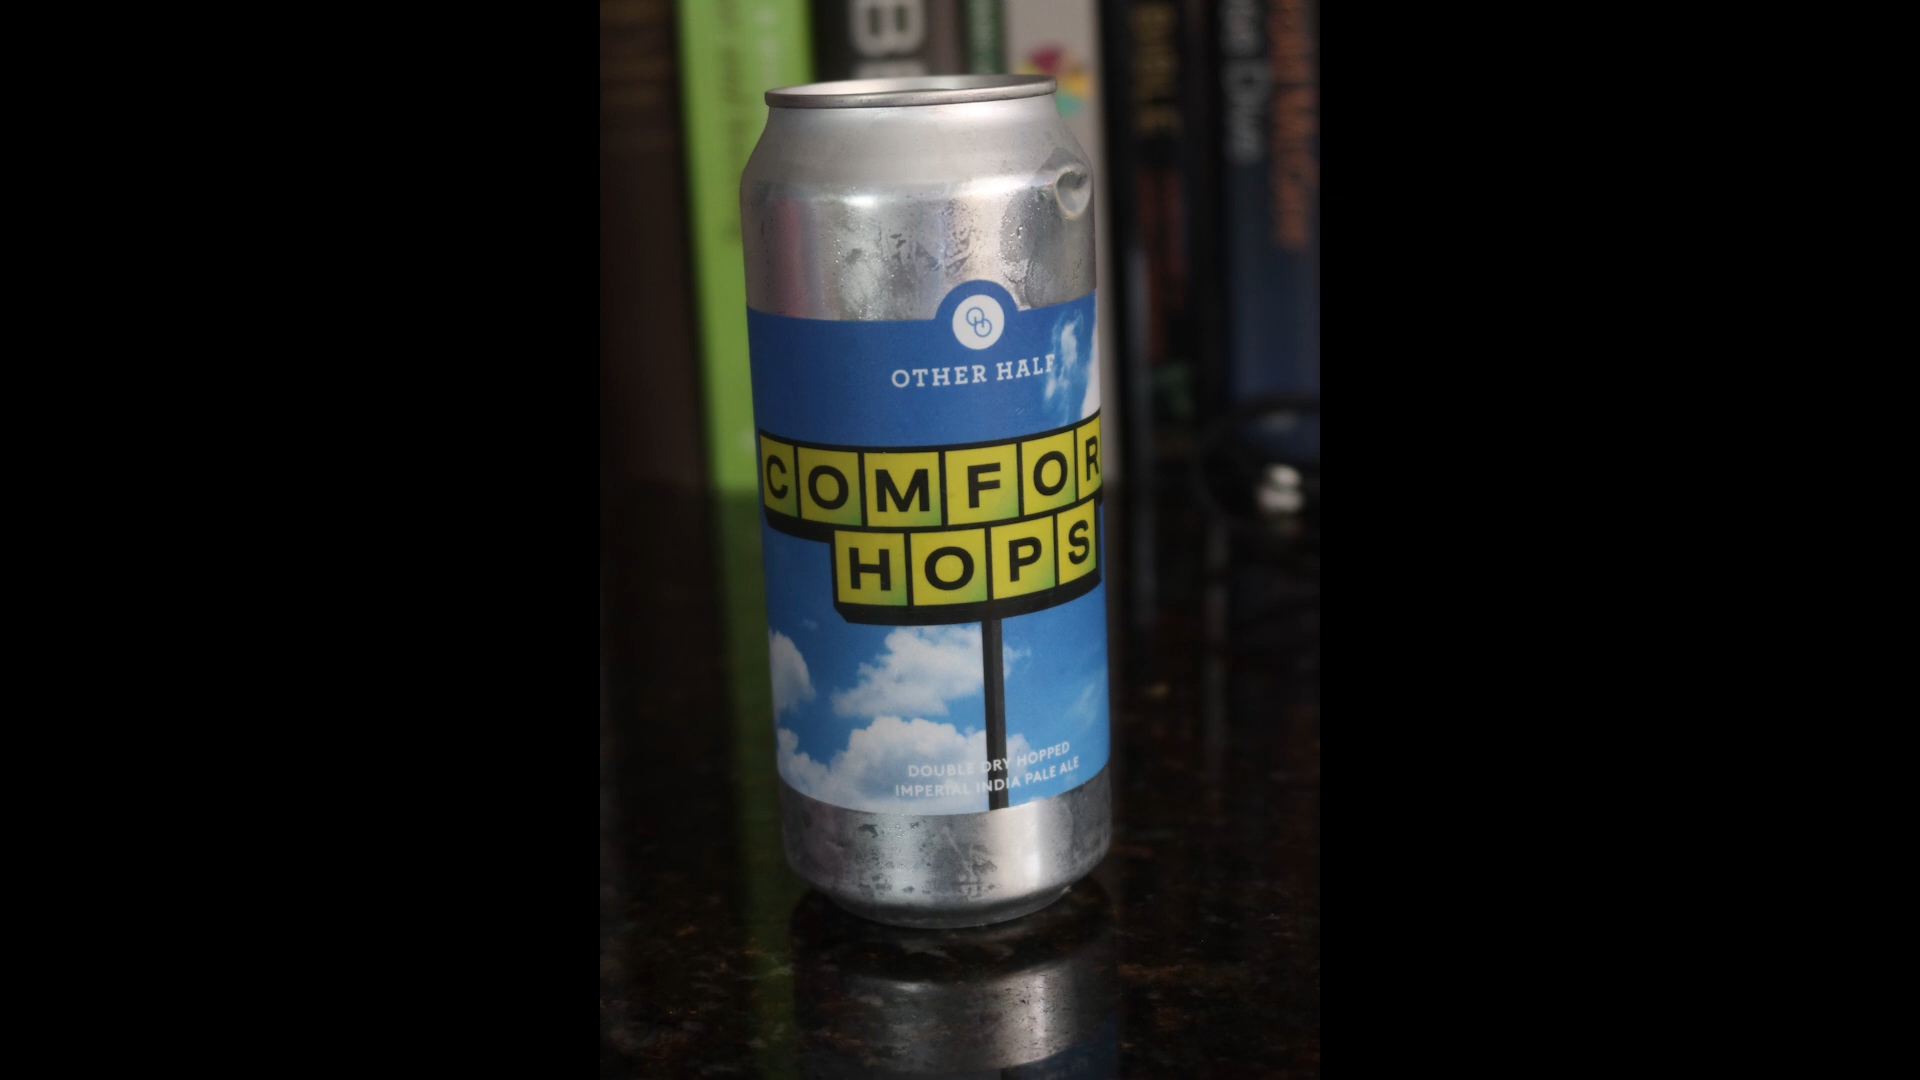 OTHER HALF
COMFOR
HOPS
DOUBLE DRY HOPPED
IMPERIAL INDIA PALE ALE